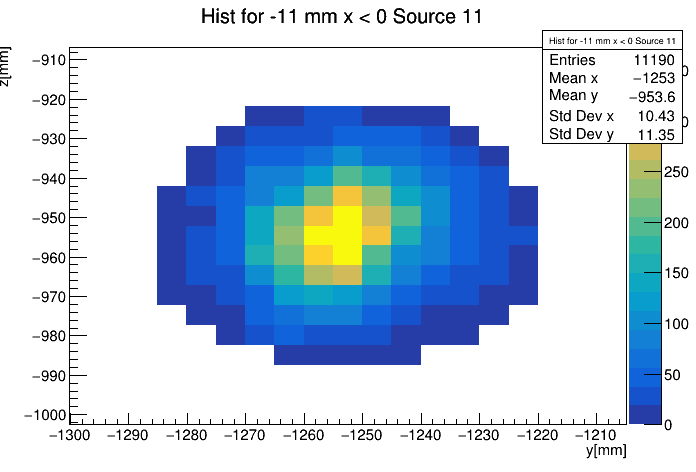 Hist for -11 mm x < 0 Source 11
z[mm]
Hist for -11 mm x < 0 Source 11
Entries 11190
Mean x −1253
Mean y −953.6
Std Dev x 10.43
Std Dev y 11.35
−910
−920
−930
−940
−950
−960
−970
−980
−990
−1000
250
200
150
100
50
0
−1300 −1290 −1280 −1270 −1260 −1250 −1240 −1230 −1220 −1210
y[mm]